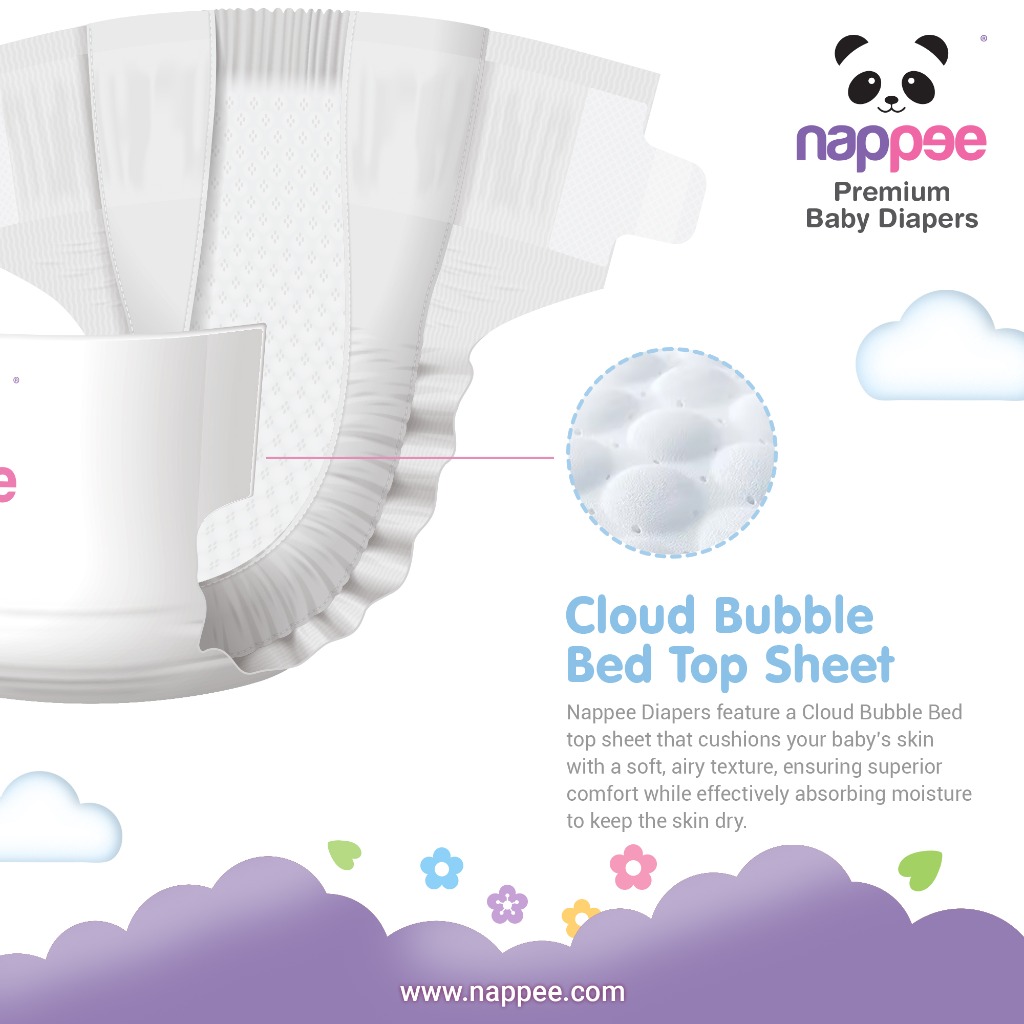 ®
nappee
Premium
Baby Diapers
®
e
Cloud Bubble
Bed Top Sheet
Nappee Diapers feature a Cloud Bubble Bed
top sheet that cushions your baby's skin
with a soft, airy texture, ensuring superior
comfort while effectively absorbing moisture
to keep the skin dry.
www.nappee.com